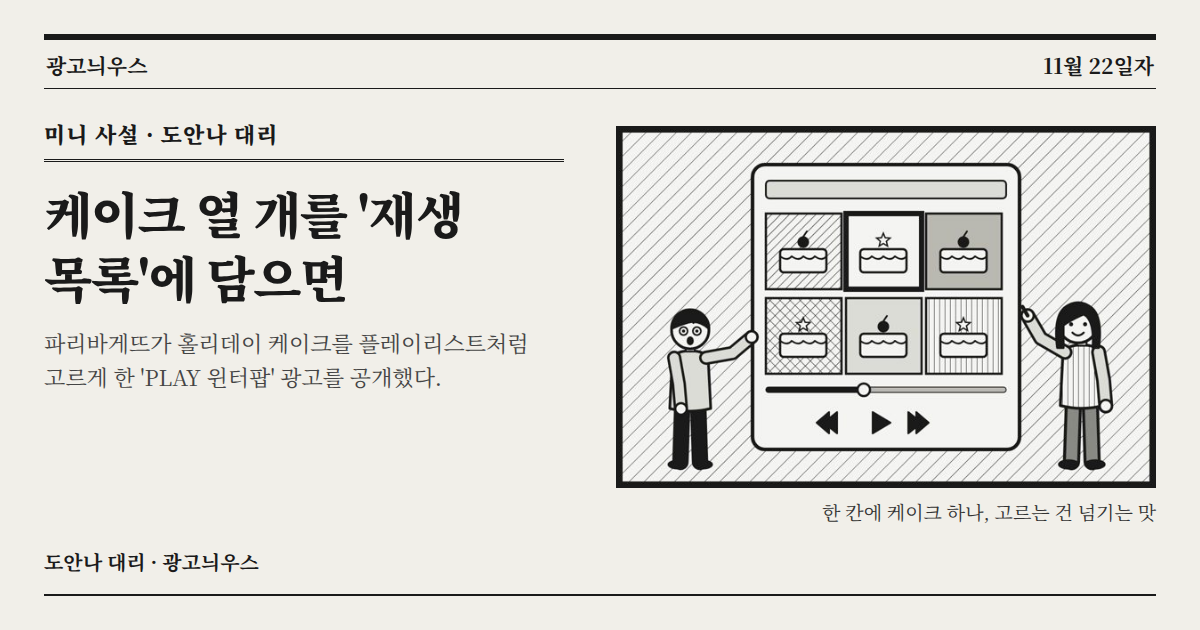 광고늬우스
11월 22일자
미니 사설 · 도안나 대리
케이크 열 개를 '재생
목록'에 담으면
파리바게뜨가 홀리데이 케이크를 플레이리스트처럼
고르게 한 'PLAY 윈터팝' 광고를 공개했다.
한 칸에 케이크 하나, 고르는 건 넘기는 맛
도안나 대리 · 광고늬우스